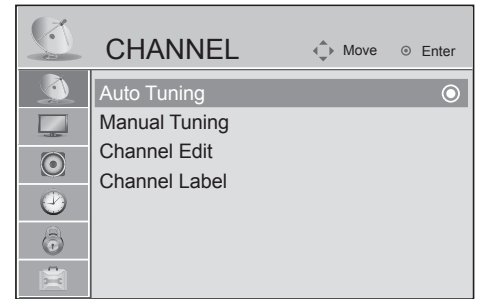 CHANNEL Move Enter
Auto Tuning
Manual Tuning
Channel Edit
Channel Label